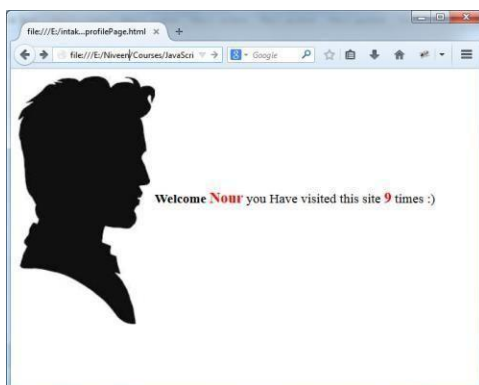 file:///E:/intak...profilePage.html
file:///E:/Niveen/Courses/JavaScri
Google
Welcome Nour you Have visited this site 9 times :)